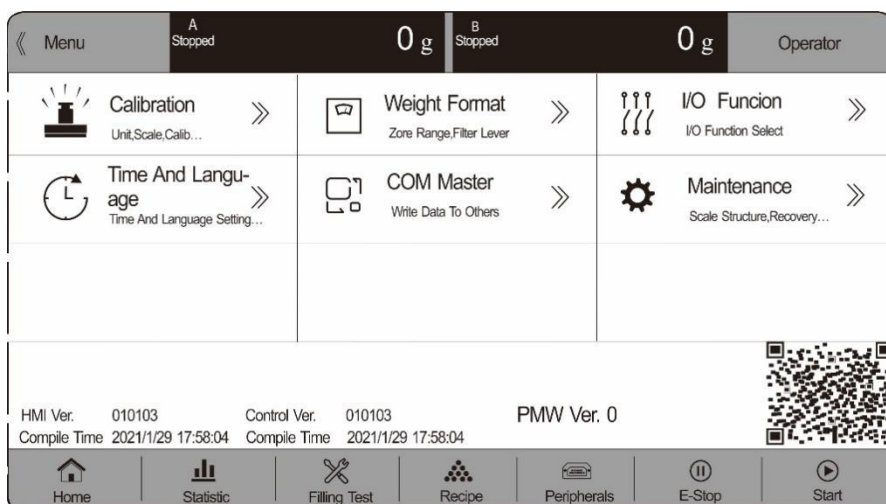 Menu
A
Stopped
0 g
B
Stopped
0 g
Operator
Calibration
Unit,Scale,Calib...
Weight Format
Zore Range,Filter Lever
I/O Funcion
I/O Function Select
Time And Langu-
age
Time And Language Setting...
COM Master
Write Data To Others
Maintenance
Scale Structure,Recovery...
HMI Ver. 010103 Control Ver. 010103 PMW Ver. 0
Compile Time 2021/1/29 17:58:04 Compile Time 2021/1/29 17:58:04
Home Statistic Filling Test Recipe Peripherals E-Stop Start